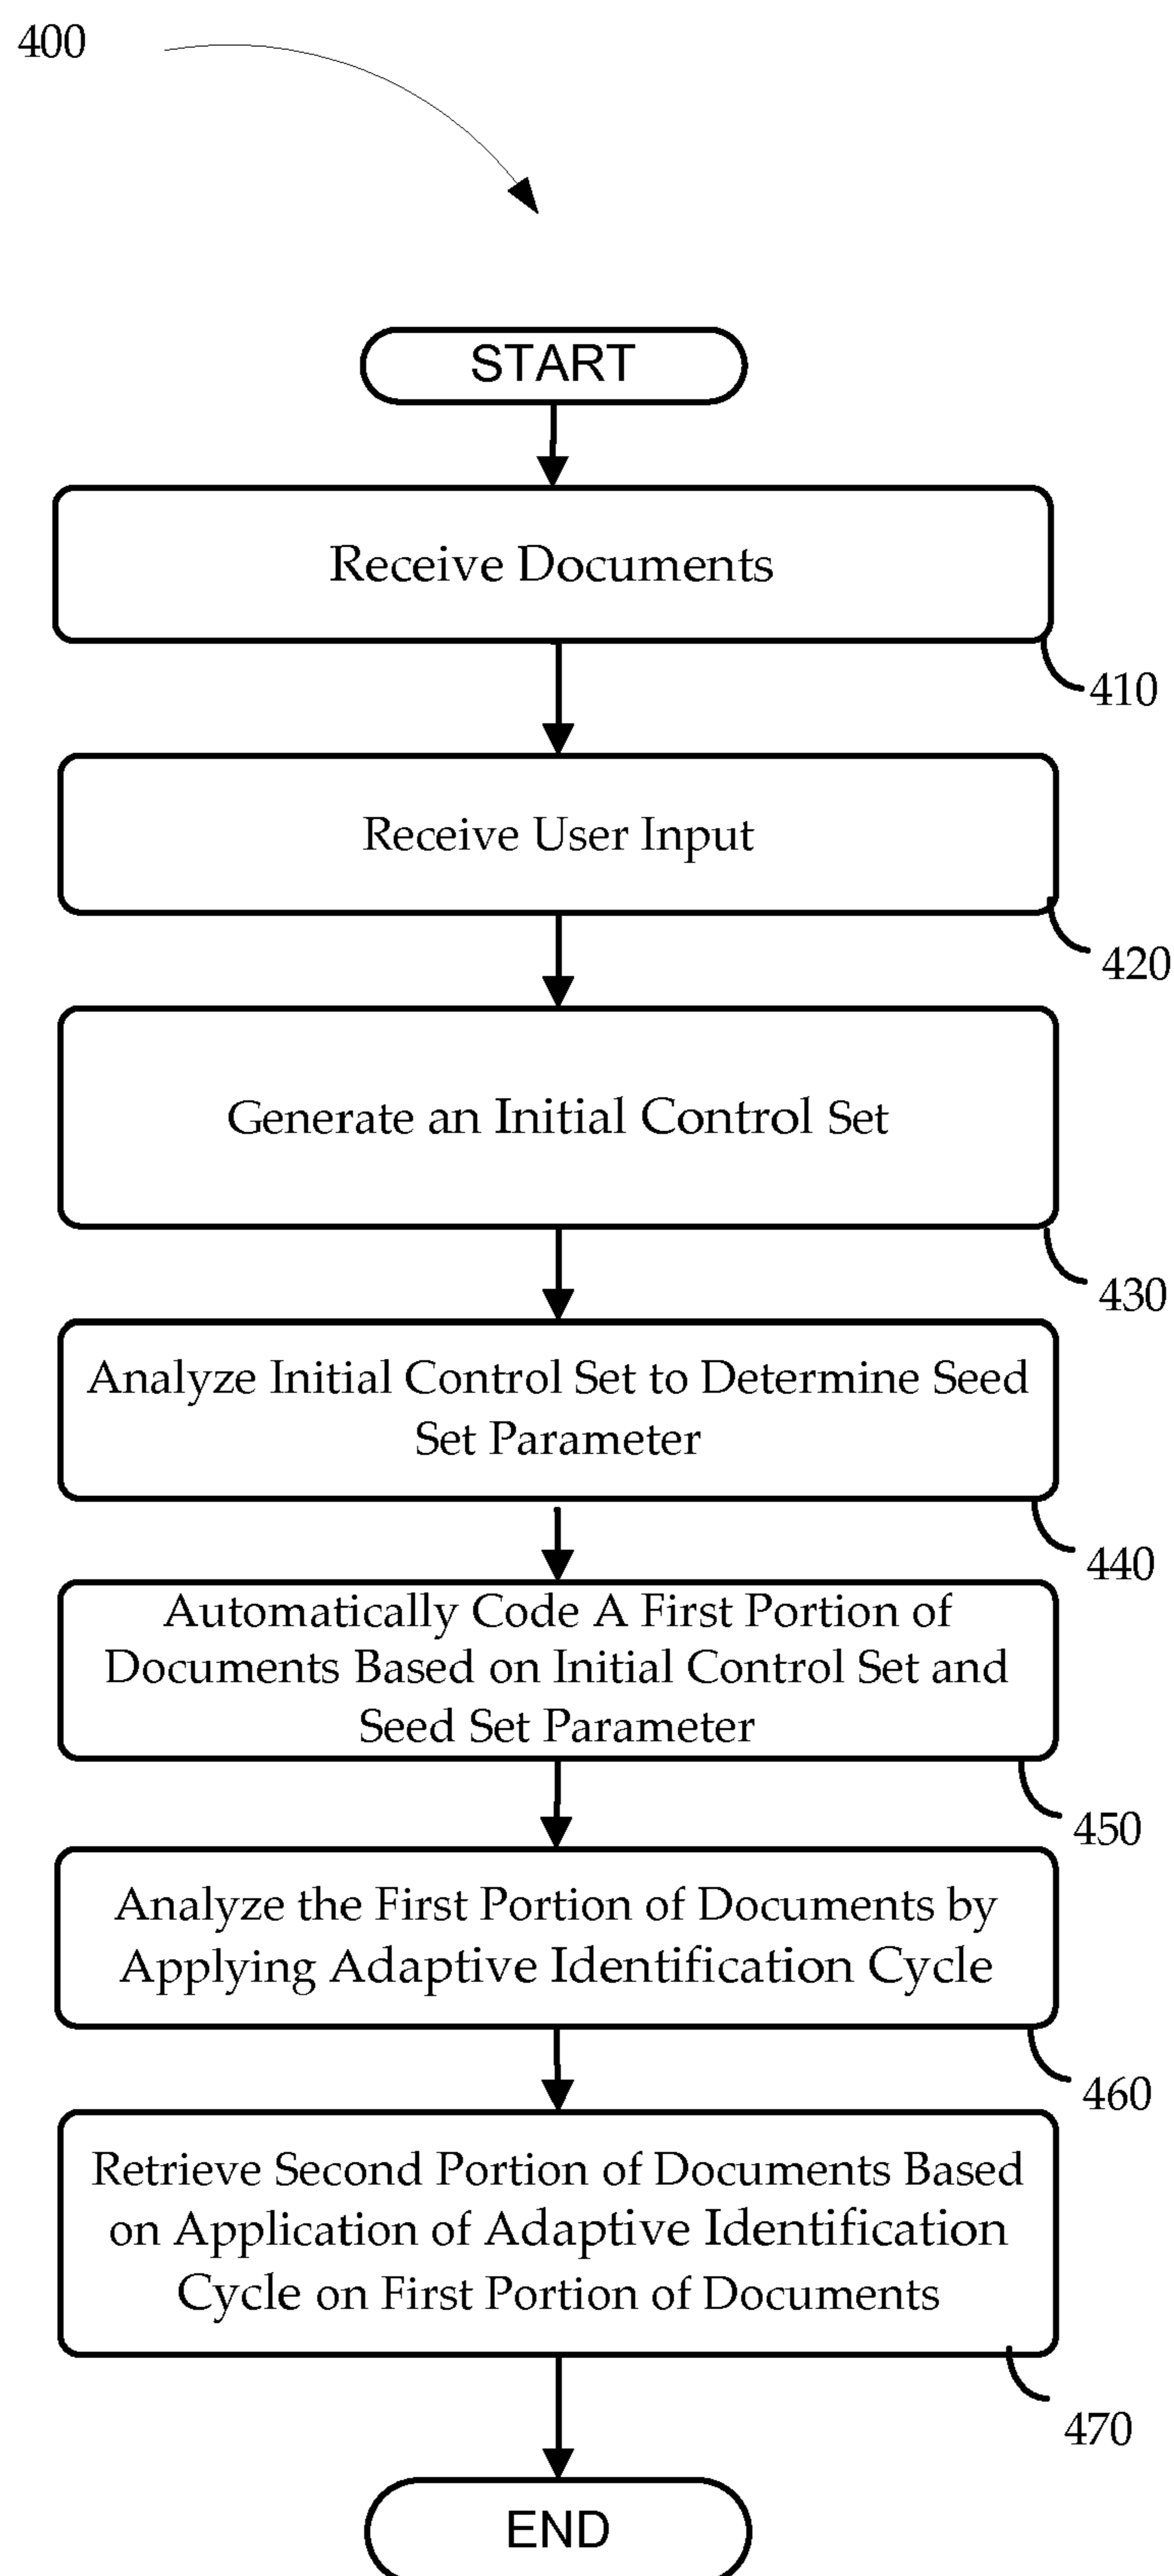 400
START
Receive Documents
410
Receive User Input
420
Generate an Initial Control Set
430
Analyze Initial Control Set to Determine Seed
Set Parameter
440
Automatically Code A First Portion of
Documents Based on Initial Control Set and
Seed Set Parameter
450
Analyze the First Portion of Documents by
Applying Adaptive Identification Cycle
460
Retrieve Second Portion of Documents Based
on Application of Adaptive Identification
Cycle on First Portion of Documents
470
END